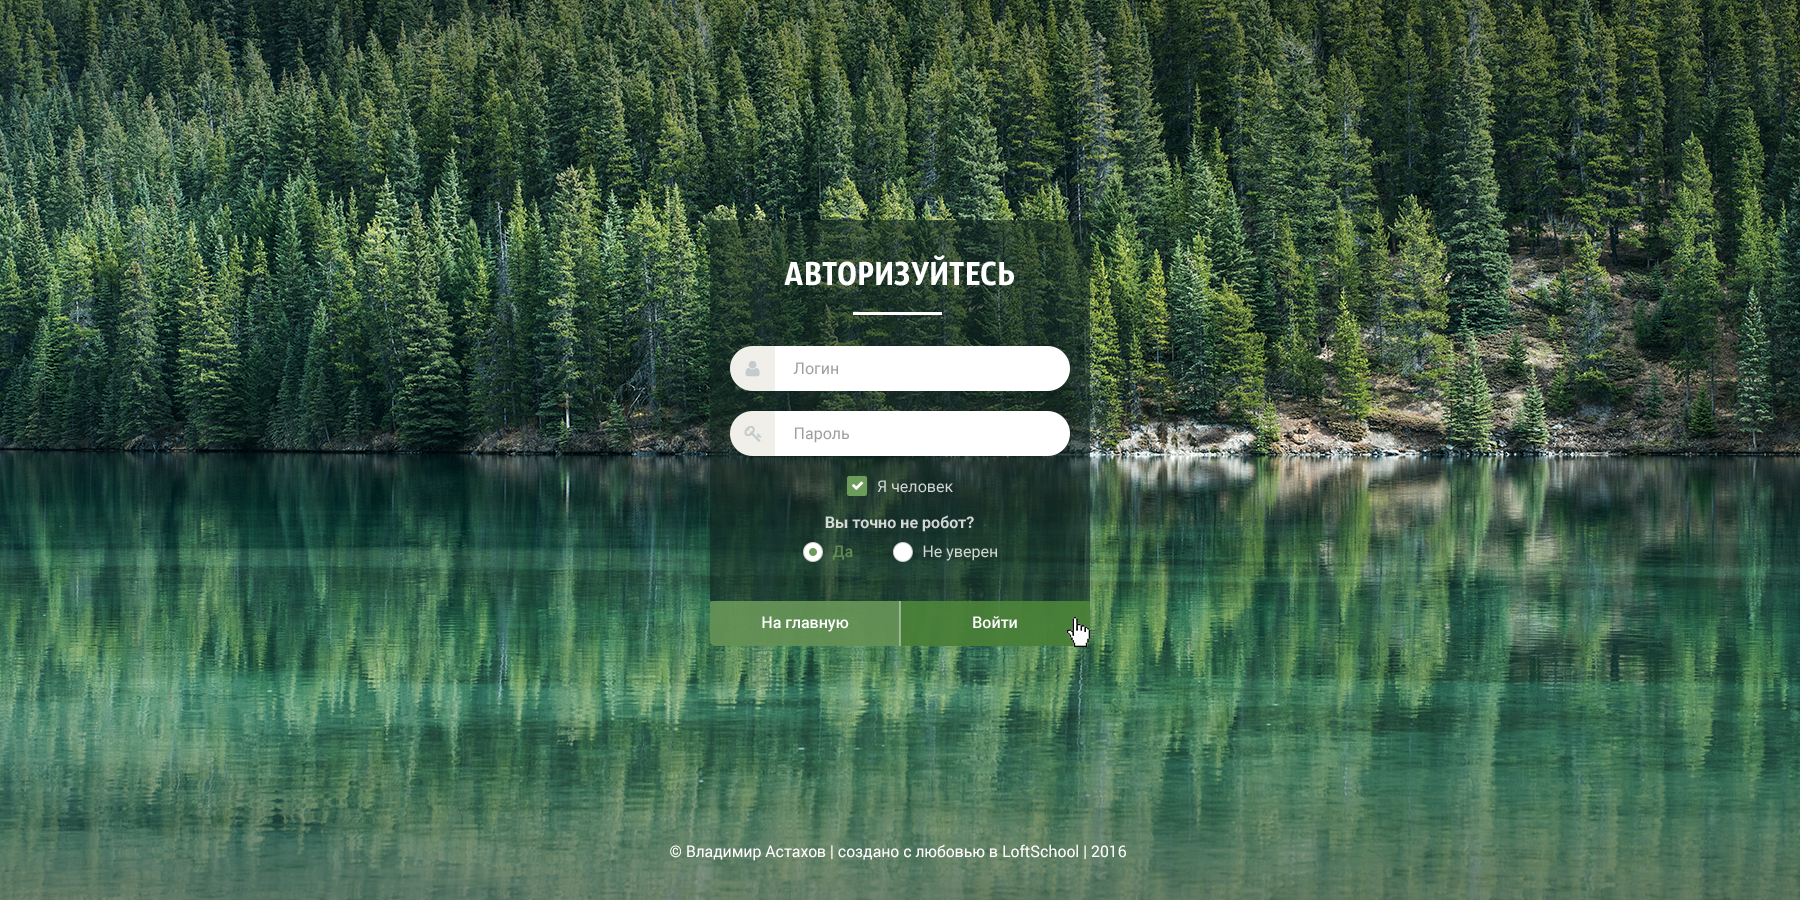 АВТОРИЗУЙТЕСЬ
Логин
Пароль
Я человек
Вы точно не робот?
Да Не уверен
На главную Войти
© Владимир Астахов | создано с любовью в LoftSchool | 2016